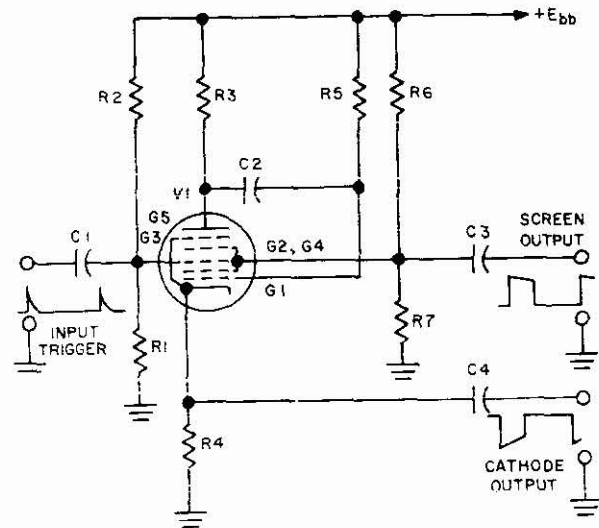 +Ebb
R2
R3
R5
R6
C2
V1
G5
G3
C1
G2, G4
G1
C3
SCREEN
OUTPUT
INPUT
TRIGGER
R1
R7
C4
R4
CATHODE
OUTPUT